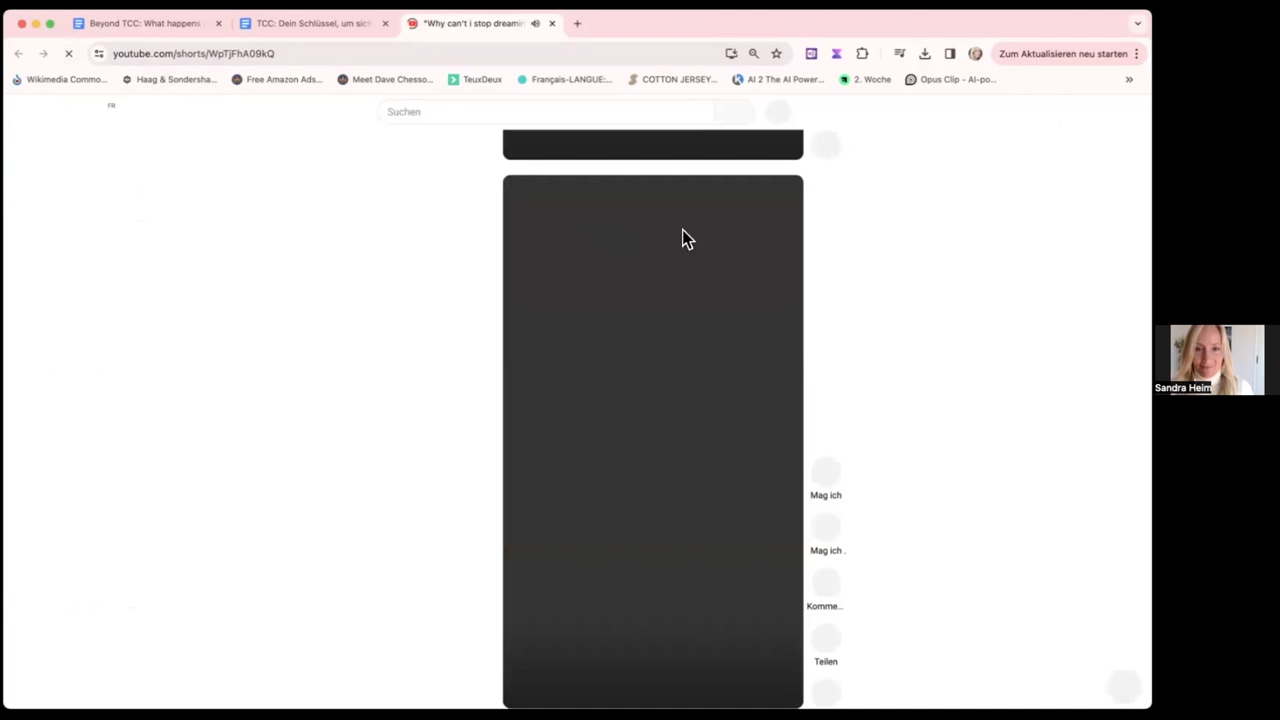 Beyond TCC: What happens
TCC: Dein Schlüssel, um sich
"Why can't i stop dreamin
youtube.com/shorts/WpTjFhA09kQ
Zum Aktualisieren neu starten
Wikimedia Commo...
Haag & Sondersha...
Free Amazon Ads...
Meet Dave Chesso...
TeuxDeux
Français-LANGUE:...
COTTON JERSEY...
AI 2 The AI Power...
2. Woche
Opus Clip - AI-po...
FR
Suchen
Sandra Heim
Mag ich
Mag ich .
Komme...
Teilen